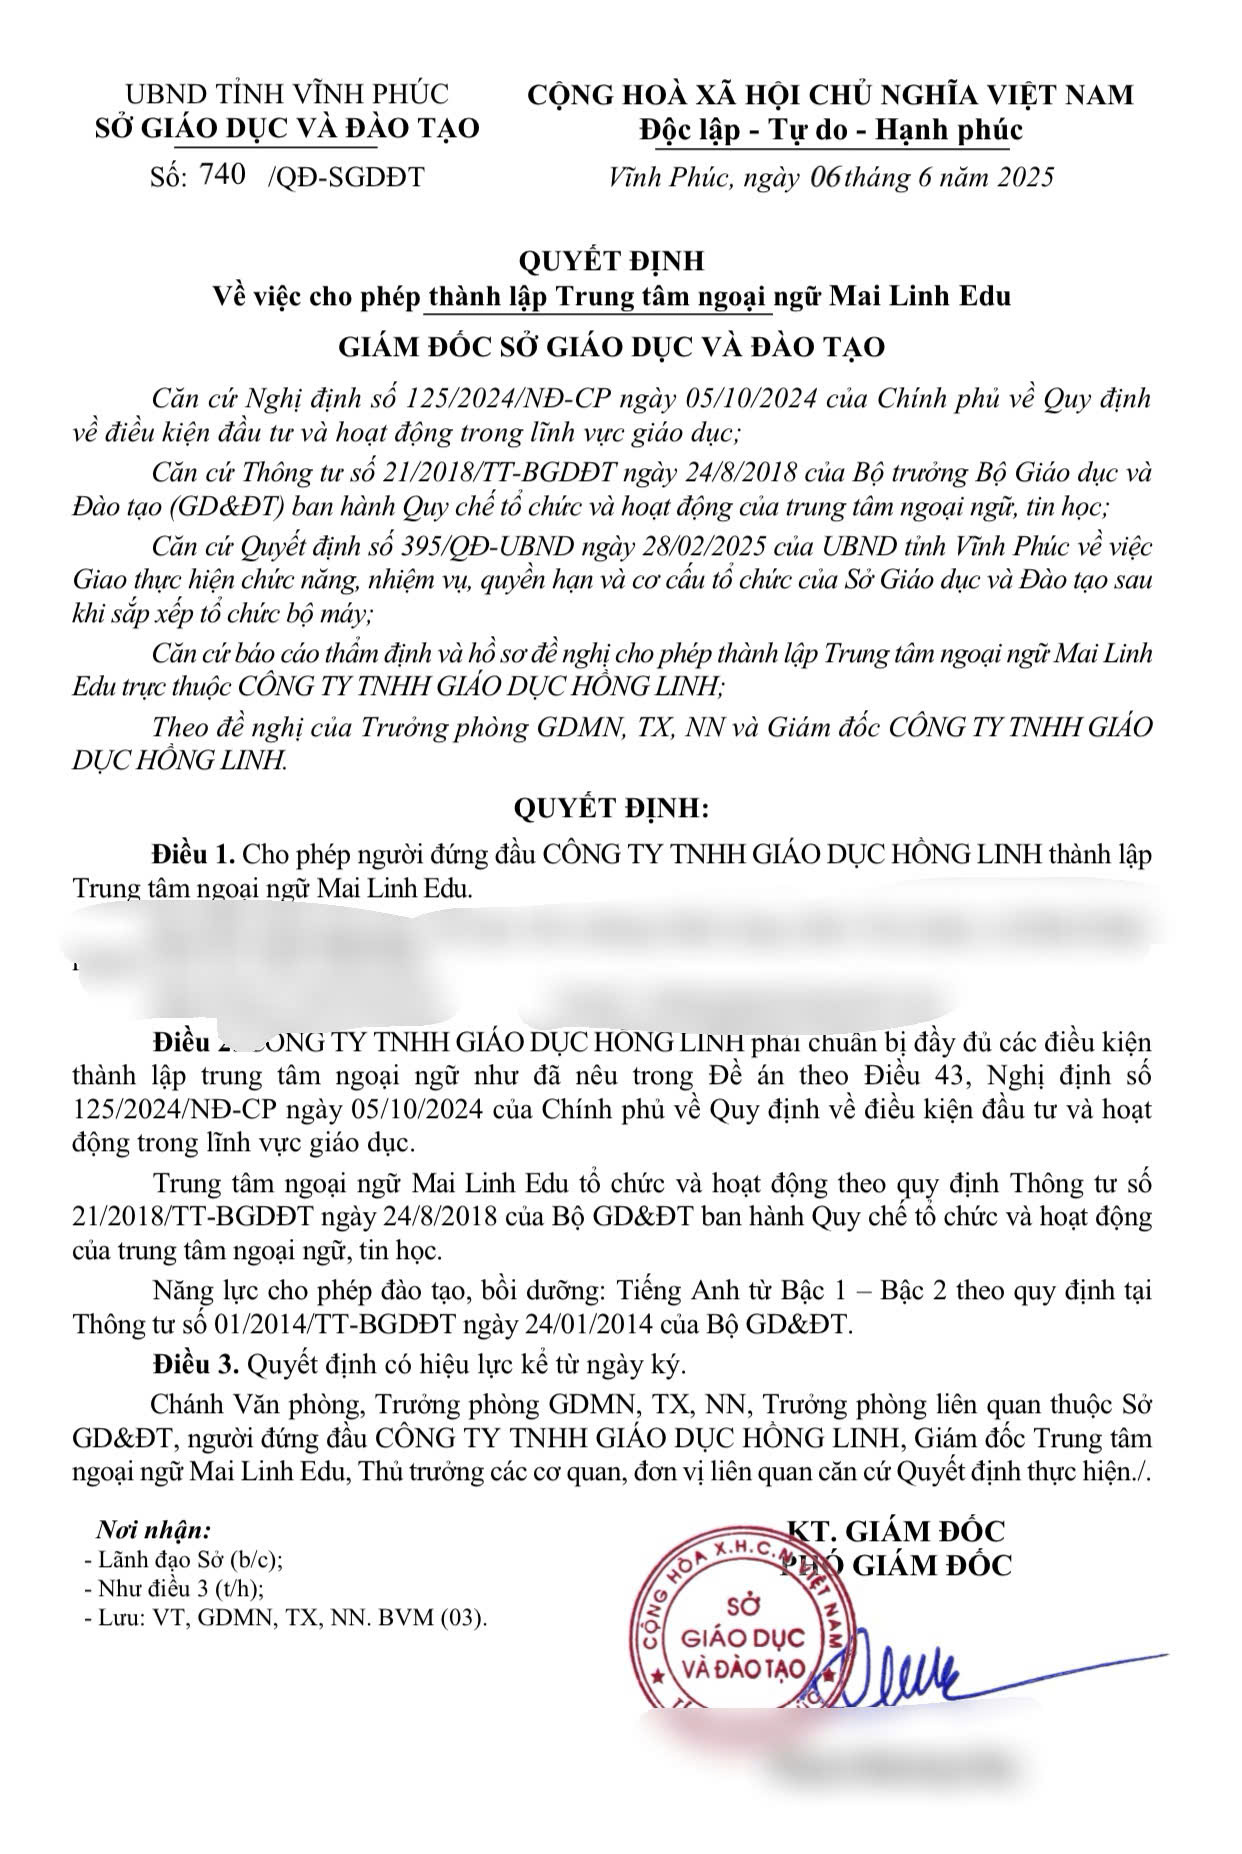 UBND TỈNH VĨNH PHÚC
SỞ GIÁO DỤC VÀ ĐÀO TẠO
Số: 740 /QĐ-SGDĐT
CỘNG HOÀ XÃ HỘI CHỦ NGHĨA VIỆT NAM
Độc lập - Tự do - Hạnh phúc
Vĩnh Phúc, ngày 06 tháng 6 năm 2025
QUYẾT ĐỊNH
Về việc cho phép thành lập Trung tâm ngoại ngữ Mai Linh Edu
GIÁM ĐỐC SỞ GIÁO DỤC VÀ ĐÀO TẠO
Căn cứ Nghị định số 125/2024/NĐ-CP ngày 05/10/2024 của Chính phủ về Quy định
về điều kiện đầu tư và hoạt động trong lĩnh vực giáo dục;
Căn cứ Thông tư số 21/2018/TT-BGDĐT ngày 24/8/2018 của Bộ trưởng Bộ Giáo dục và
Đào tạo (GD&ĐT) ban hành Quy chế tổ chức và hoạt động của trung tâm ngoại ngữ, tin học;
Căn cứ Quyết định số 395/QĐ-UBND ngày 28/02/2025 của UBND tỉnh Vĩnh Phúc về việc
Giao thực hiện chức năng, nhiệm vụ, quyền hạn và cơ cấu tổ chức của Sở Giáo dục và Đào tạo sau
khi sắp xếp tổ chức bộ máy;
Căn cứ báo cáo thẩm định và hồ sơ đề nghị cho phép thành lập Trung tâm ngoại ngữ Mai Linh
Edu trực thuộc CÔNG TY TNHH GIÁO DỤC HỒNG LINH;
Theo đề nghị của Trưởng phòng GDMN, TX, NN và Giám đốc CÔNG TY TNHH GIÁO
DỤC HỒNG LINH.
QUYẾT ĐỊNH:
Điều 1. Cho phép người đứng đầu CÔNG TY TNHH GIÁO DỤC HỒNG LINH thành lập
Trung tâm ngoại ngữ Mai Linh Edu.
Điều 2. CÔNG TY TNHH GIÁO DỤC HỒNG LINH phải chuẩn bị đầy đủ các điều kiện
thành lập trung tâm ngoại ngữ như đã nêu trong Đề án theo Điều 43, Nghị định số
125/2024/NĐ-CP ngày 05/10/2024 của Chính phủ về Quy định về điều kiện đầu tư và hoạt
động trong lĩnh vực giáo dục.
Trung tâm ngoại ngữ Mai Linh Edu tổ chức và hoạt động theo quy định Thông tư số
21/2018/TT-BGDĐT ngày 24/8/2018 của Bộ GD&ĐT ban hành Quy chế tổ chức và hoạt động
của trung tâm ngoại ngữ, tin học.
Năng lực cho phép đào tạo, bồi dưỡng: Tiếng Anh từ Bậc 1 – Bậc 2 theo quy định tại
Thông tư số 01/2014/TT-BGDĐT ngày 24/01/2014 của Bộ GD&ĐT.
Điều 3. Quyết định có hiệu lực kể từ ngày ký.
Chánh Văn phòng, Trưởng phòng GDMN, TX, NN, Trưởng phòng liên quan thuộc Sở
GD&ĐT, người đứng đầu CÔNG TY TNHH GIÁO DỤC HỒNG LINH, Giám đốc Trung tâm
ngoại ngữ Mai Linh Edu, Thủ trưởng các cơ quan, đơn vị liên quan căn cứ Quyết định thực hiện./.
Nơi nhận:
- Lãnh đạo Sở (b/c);
- Như điều 3 (t/h);
- Lưu: VT, GDMN, TX, NN. BVM (03).
KT. GIÁM ĐỐC
PHÓ GIÁM ĐỐC
CỘNG HÒA X.H.C.N VIỆT NAM
SỞ
GIÁO DỤC
VÀ ĐÀO TẠO